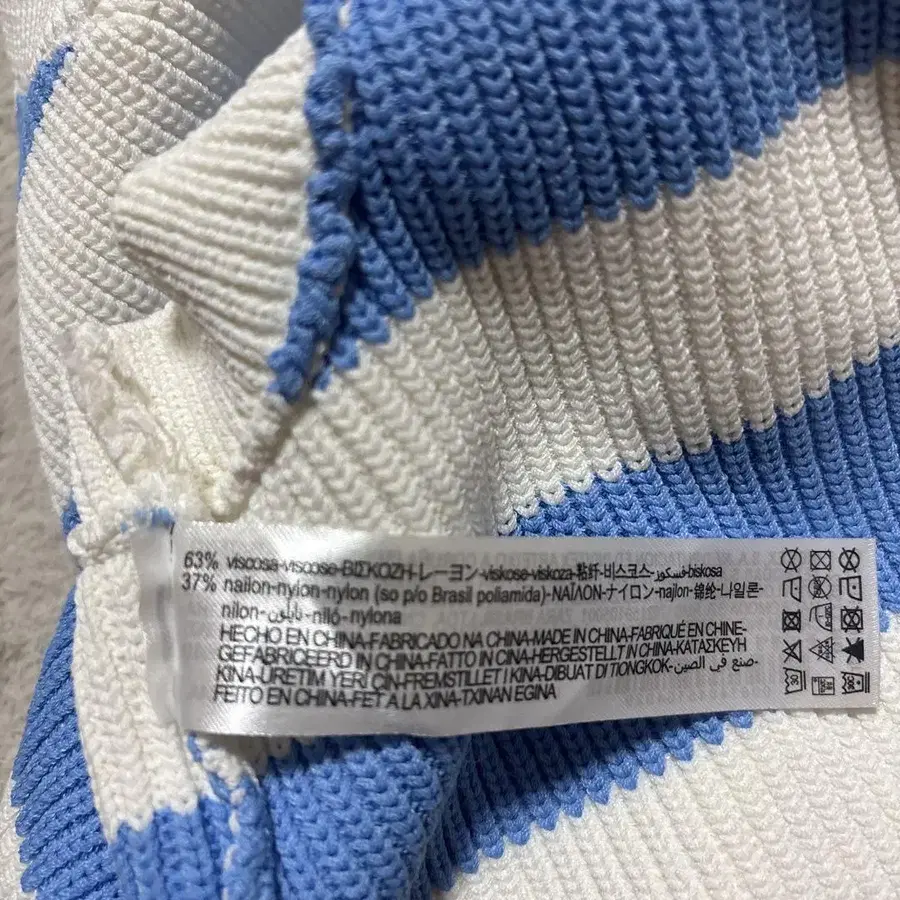 63% viscosa-viscose-ΒΙΣΚΟΖΗ-レーヨン-viskose-viskoza-粘纤-비스코스-فسكوز-biskosa
37% nailon-nylon-nylon (so p/o Brasil poliamida)-ΝΑΪΛΟΝ-ナイロン-najlon-锦纶-나일론-
nilon-نايلون-niló-nylona
HECHO EN CHINA-FABRICADO NA CHINA-MADE IN CHINA-FABRIQUÉ EN CHINE-
GEFABRICEERD IN CHINA-FATTO IN CINA-HERGESTELLT IN CHINA-ΚΑΤΑΣΚΕΥΗ
ΚΙΝΑ-ÜRETİM YERİ ÇİN-FREMSTILLET I KINA-DIBUAT DI TIONGKOK-صنع في الصين-
FEITO EN CHINA-FET A LA XINA-TXINAN EGINA